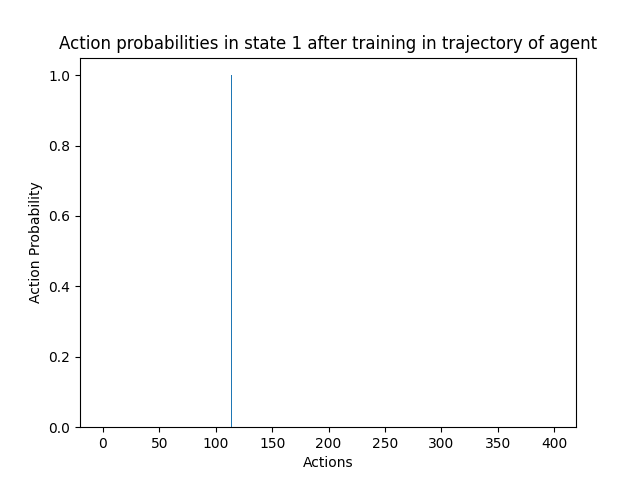 Action probabilities in state 1 after training in trajectory of agent
1.0
0.8
0.6
0.4
0.2
0.0
Action Probability
0 50 100 150 200 250 300 350 400
Actions